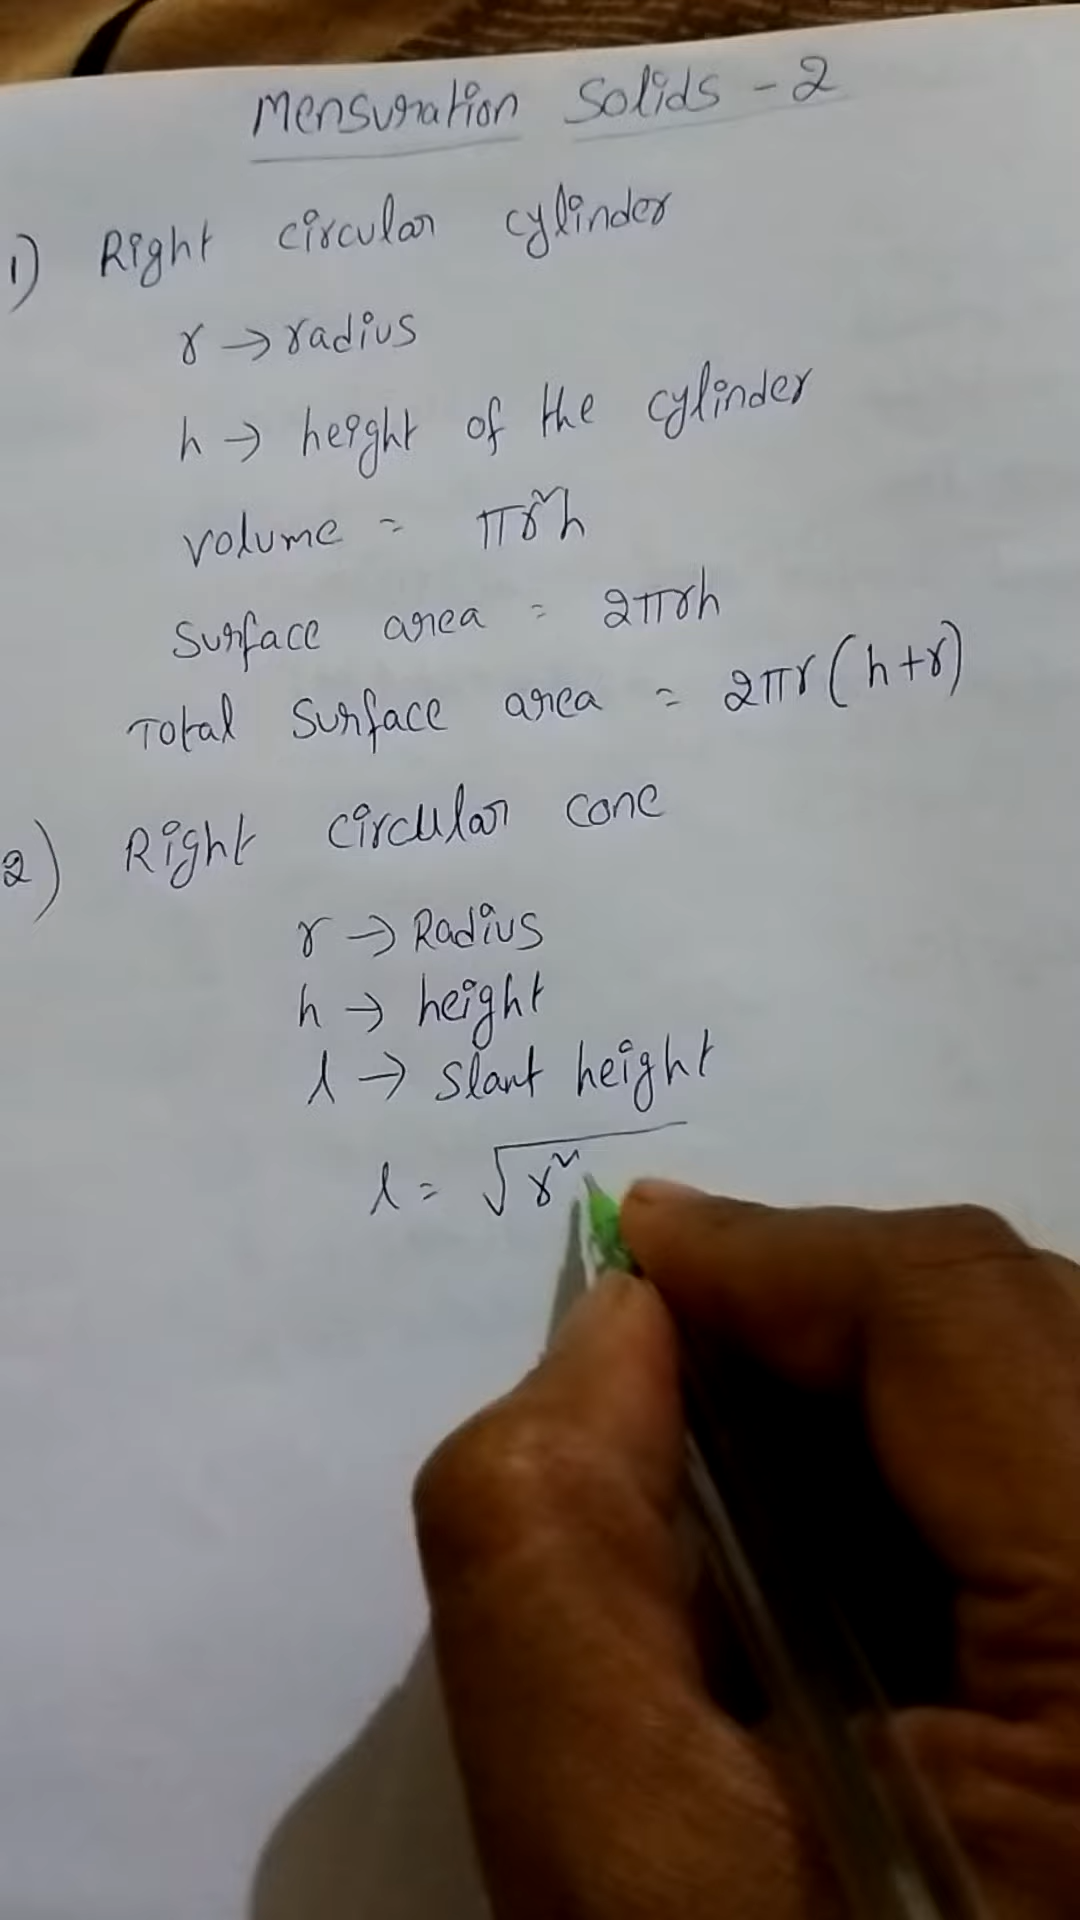 Mensuration Solids - 2
1) Right circular cylinder
r → radius
h → height of the cylinder
volume = πr²h
Surface area = 2πrh
Total Surface area = 2πr(h+r)
2) Right circular cone
r → Radius
h → height
l → Slant height
l = √r²